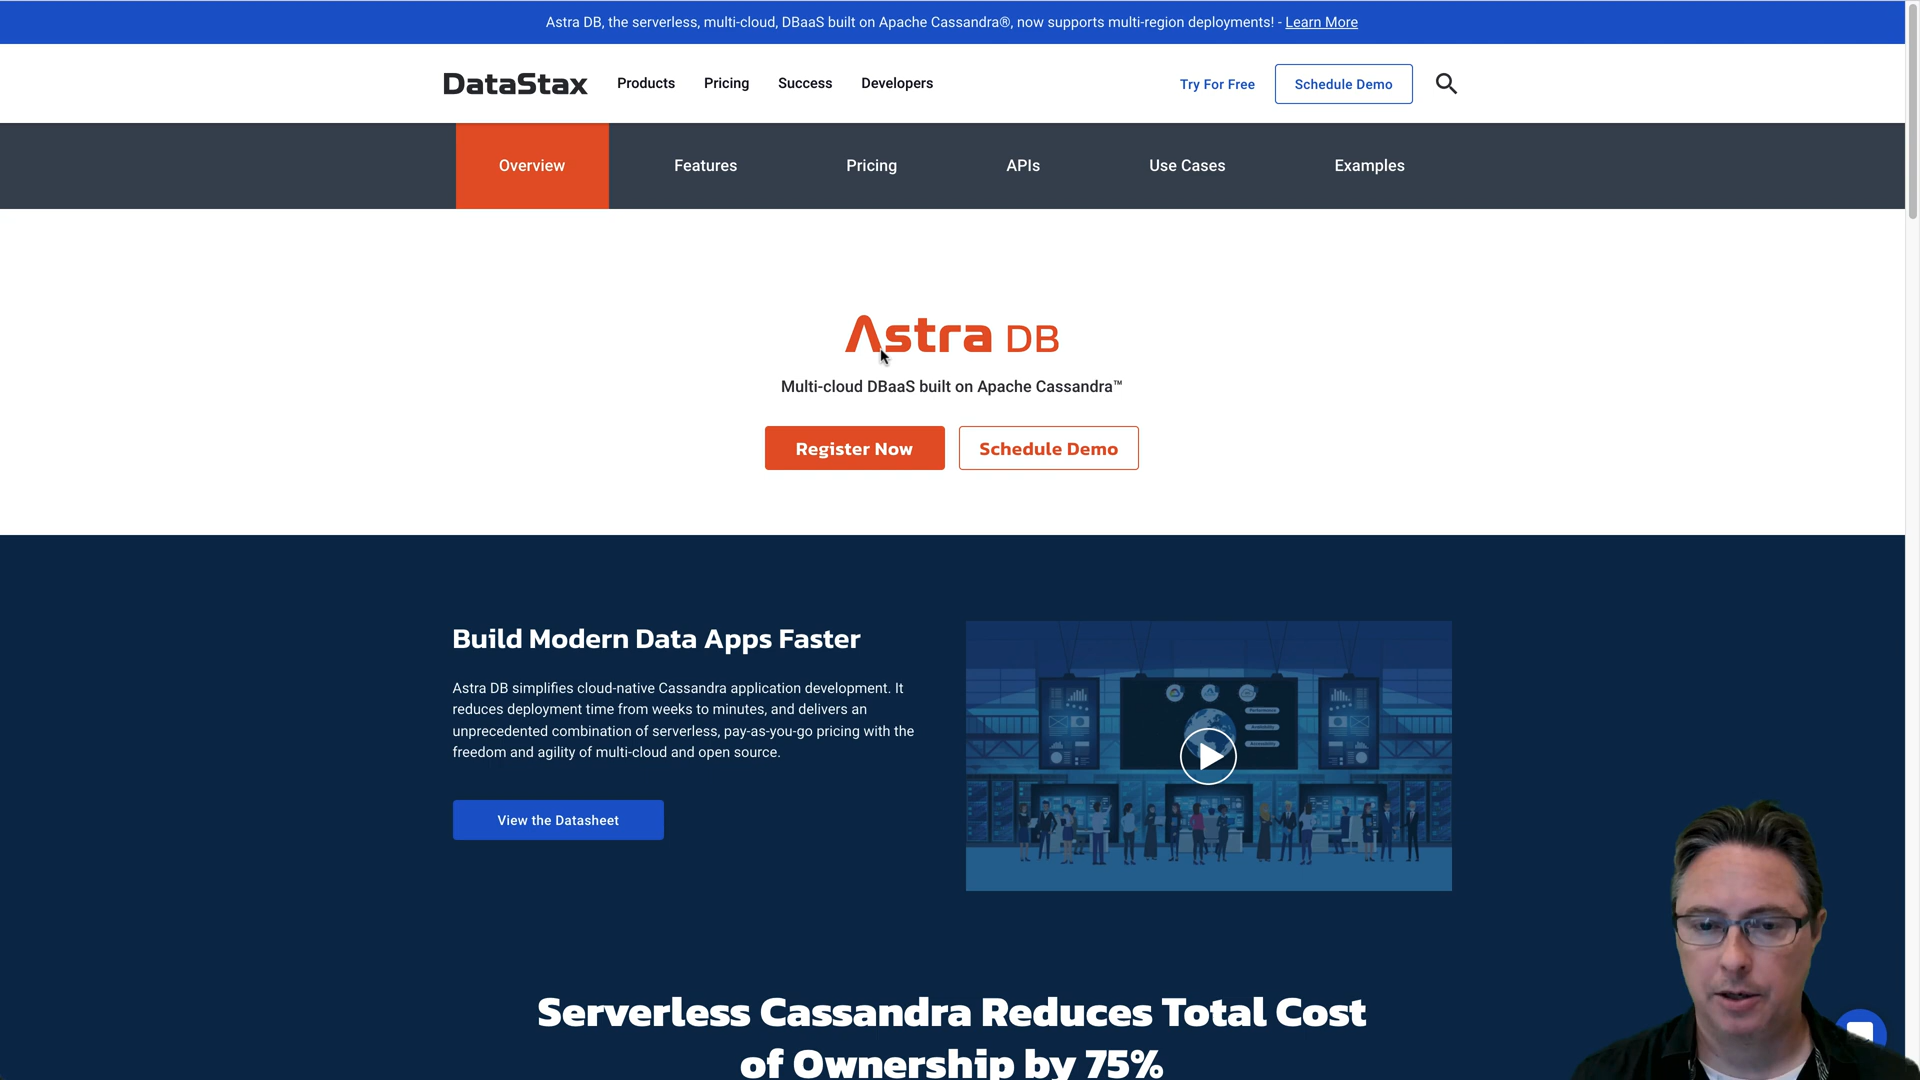 Astra DB, the serverless, multi-cloud, DBaaS built on Apache Cassandra®, now supports multi-region deployments! - Learn More
DataStax
Products
Pricing
Success
Developers
Try For Free
Schedule Demo
Overview
Features
Pricing
APIs
Use Cases
Examples
Astra DB
Multi-cloud DBaaS built on Apache Cassandra™
Register Now
Schedule Demo
Build Modern Data Apps Faster
Astra DB simplifies cloud-native Cassandra application development. It
reduces deployment time from weeks to minutes, and delivers an
unprecedented combination of serverless, pay-as-you-go pricing with the
freedom and agility of multi-cloud and open source.
View the Datasheet
Serverless Cassandra Reduces Total Cost
of Ownership by 75%